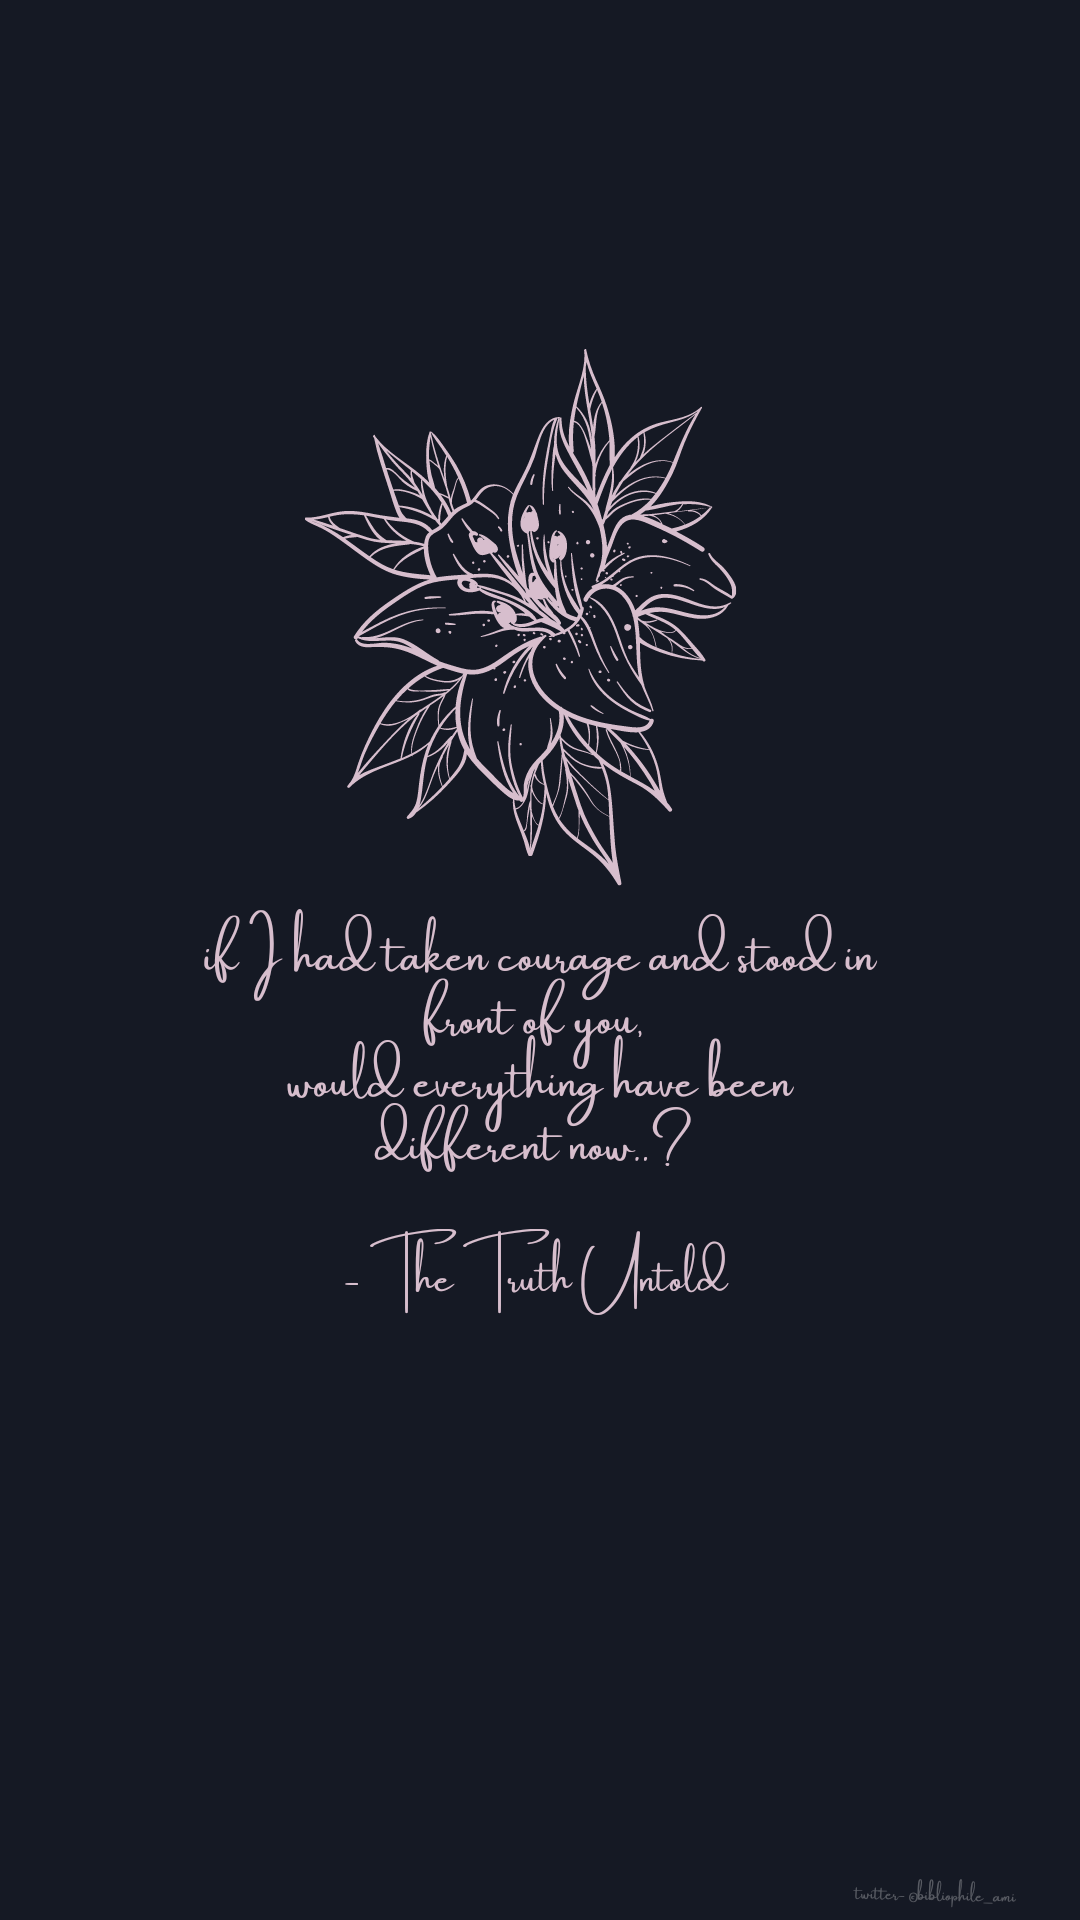 if I had taken courage and stood in
front of you,
would everything have been
different now..?
- The Truth Untold
twitter- @bibliophile_ami